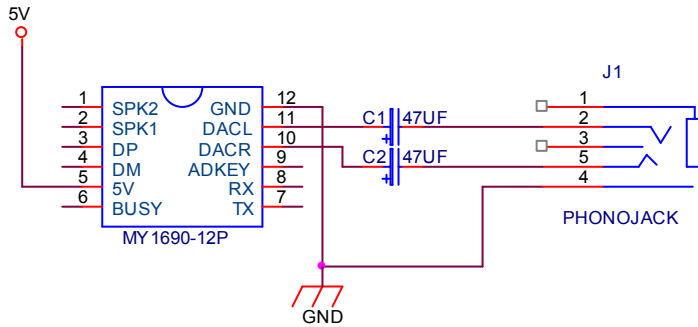 5V
J1
1 SPK2 GND 12
2 SPK1 DACL 11
3 DP DACR 10
4 DM ADKEY 9
5 5V RX 8
6 BUSY TX 7
MY1690-12P
C1 + 47UF
C2 + 47UF
1
2
3
5
4
PHONOJACK
GND